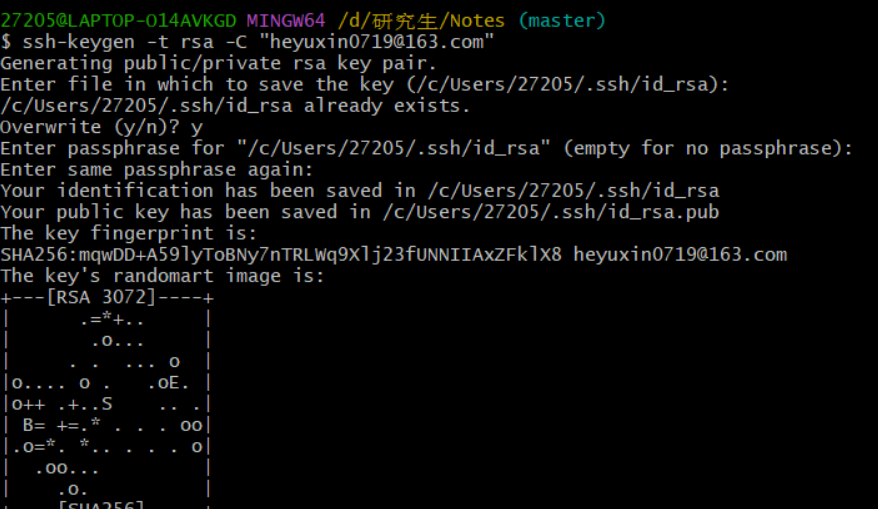 27205@LAPTOP-O14AVKGD MINGW64 /d/研究生/Notes (master)
$ ssh-keygen -t rsa -C "heyuxin0719@163.com"
Generating public/private rsa key pair.
Enter file in which to save the key (/c/Users/27205/.ssh/id_rsa):
/c/Users/27205/.ssh/id_rsa already exists.
Overwrite (y/n)? y
Enter passphrase for "/c/Users/27205/.ssh/id_rsa" (empty for no passphrase):
Enter same passphrase again:
Your identification has been saved in /c/Users/27205/.ssh/id_rsa
Your public key has been saved in /c/Users/27205/.ssh/id_rsa.pub
The key fingerprint is:
SHA256:mqwDD+A59lyToBNy7nTRLWq9Xlj23fUNNIIAxZFklX8 heyuxin0719@163.com
The key's randomart image is:
+---[RSA 3072]----+
|      .=*+..     |
|       .o...     |
|     . .  ... o  |
|o.... o .   .oE. |
|o++ .+..S    .. .|
| B= +=.* . . . oo|
|.o=*. *.. . . . o|
|  .oo...         |
|    .o.          |
+----[SHA256]-----+